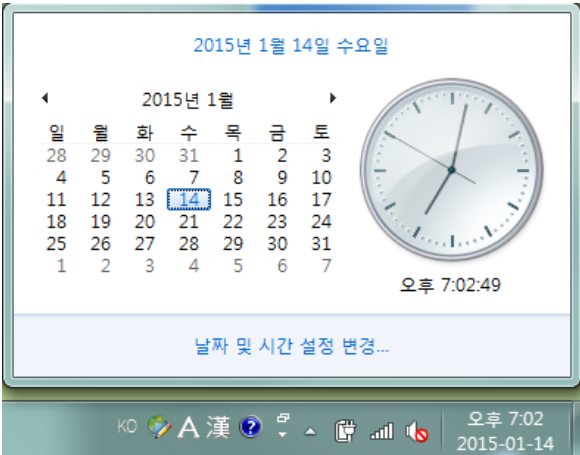 2015년 1월 14일 수요일
2015년 1월
일 월 화 수 목 금 토
28 29 30 31 1 2 3
4 5 6 7 8 9 10
11 12 13 14 15 16 17
18 19 20 21 22 23 24
25 26 27 28 29 30 31
1 2 3 4 5 6 7
오후 7:02:49
날짜 및 시간 설정 변경...
KO A 漢 ? 오후 7:02
2015-01-14